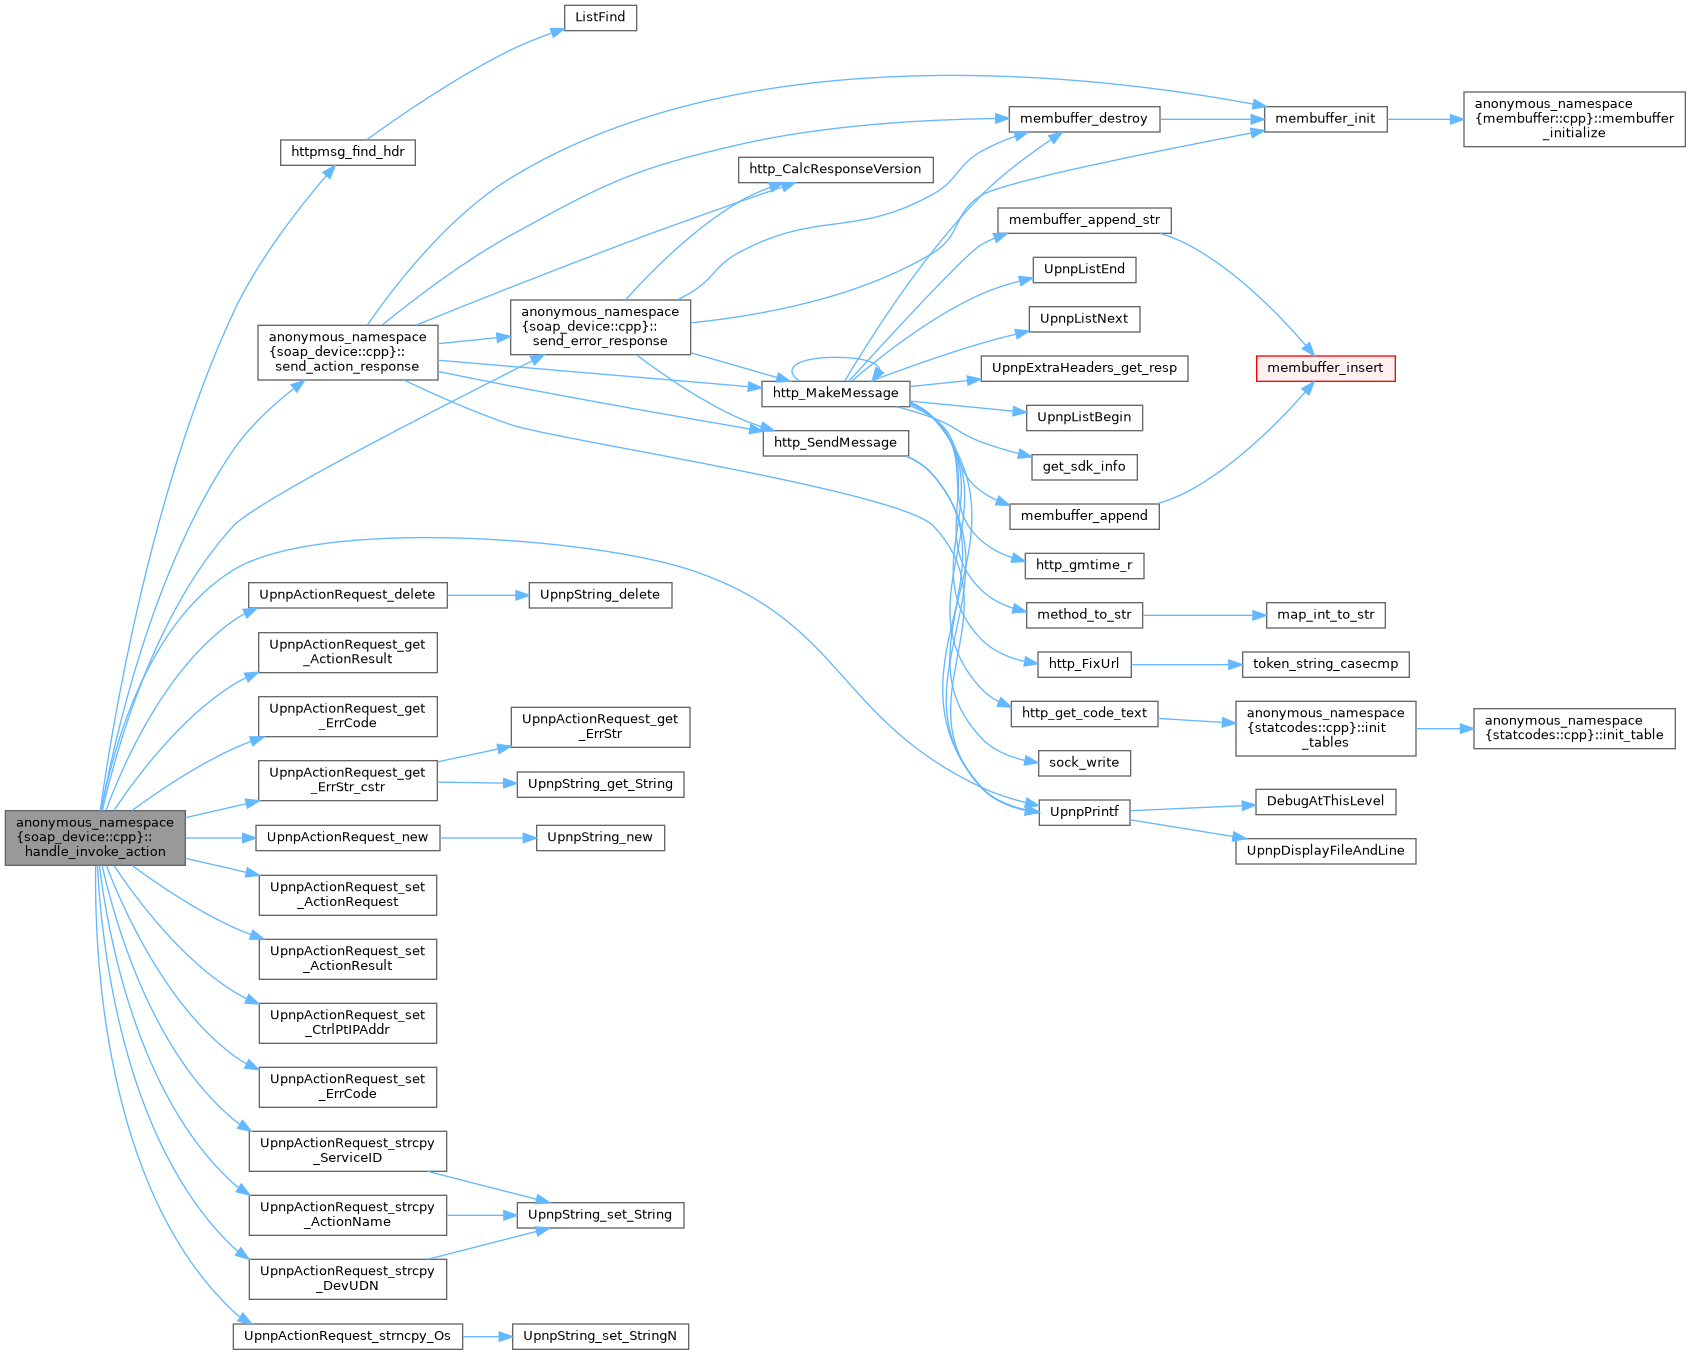 anonymous_namespace
{soap_device::cpp}::
handle_invoke_action
httpmsg_find_hdr
ListFind
anonymous_namespace
{soap_device::cpp}::
send_action_response
anonymous_namespace
{soap_device::cpp}::
send_error_response
http_CalcResponseVersion
membuffer_destroy
membuffer_init
anonymous_namespace
{membuffer::cpp}::membuffer
_initialize
http_MakeMessage
http_SendMessage
membuffer_append_str
UpnpListEnd
UpnpListNext
UpnpExtraHeaders_get_resp
UpnpListBegin
get_sdk_info
membuffer_append
membuffer_insert
http_gmtime_r
method_to_str
map_int_to_str
http_FixUrl
token_string_casecmp
http_get_code_text
anonymous_namespace
{statcodes::cpp}::init
_tables
anonymous_namespace
{statcodes::cpp}::init_table
sock_write
UpnpPrintf
DebugAtThisLevel
UpnpDisplayFileAndLine
UpnpActionRequest_delete
UpnpString_delete
UpnpActionRequest_get
_ActionResult
UpnpActionRequest_get
_ErrCode
UpnpActionRequest_get
_ErrStr_cstr
UpnpActionRequest_get
_ErrStr
UpnpString_get_String
UpnpActionRequest_new
UpnpString_new
UpnpActionRequest_set
_ActionRequest
UpnpActionRequest_set
_ActionResult
UpnpActionRequest_set
_CtrlPtIPAddr
UpnpActionRequest_set
_ErrCode
UpnpActionRequest_strcpy
_ServiceID
UpnpActionRequest_strcpy
_ActionName
UpnpActionRequest_strcpy
_DevUDN
UpnpString_set_String
UpnpActionRequest_strncpy_Os
UpnpString_set_StringN